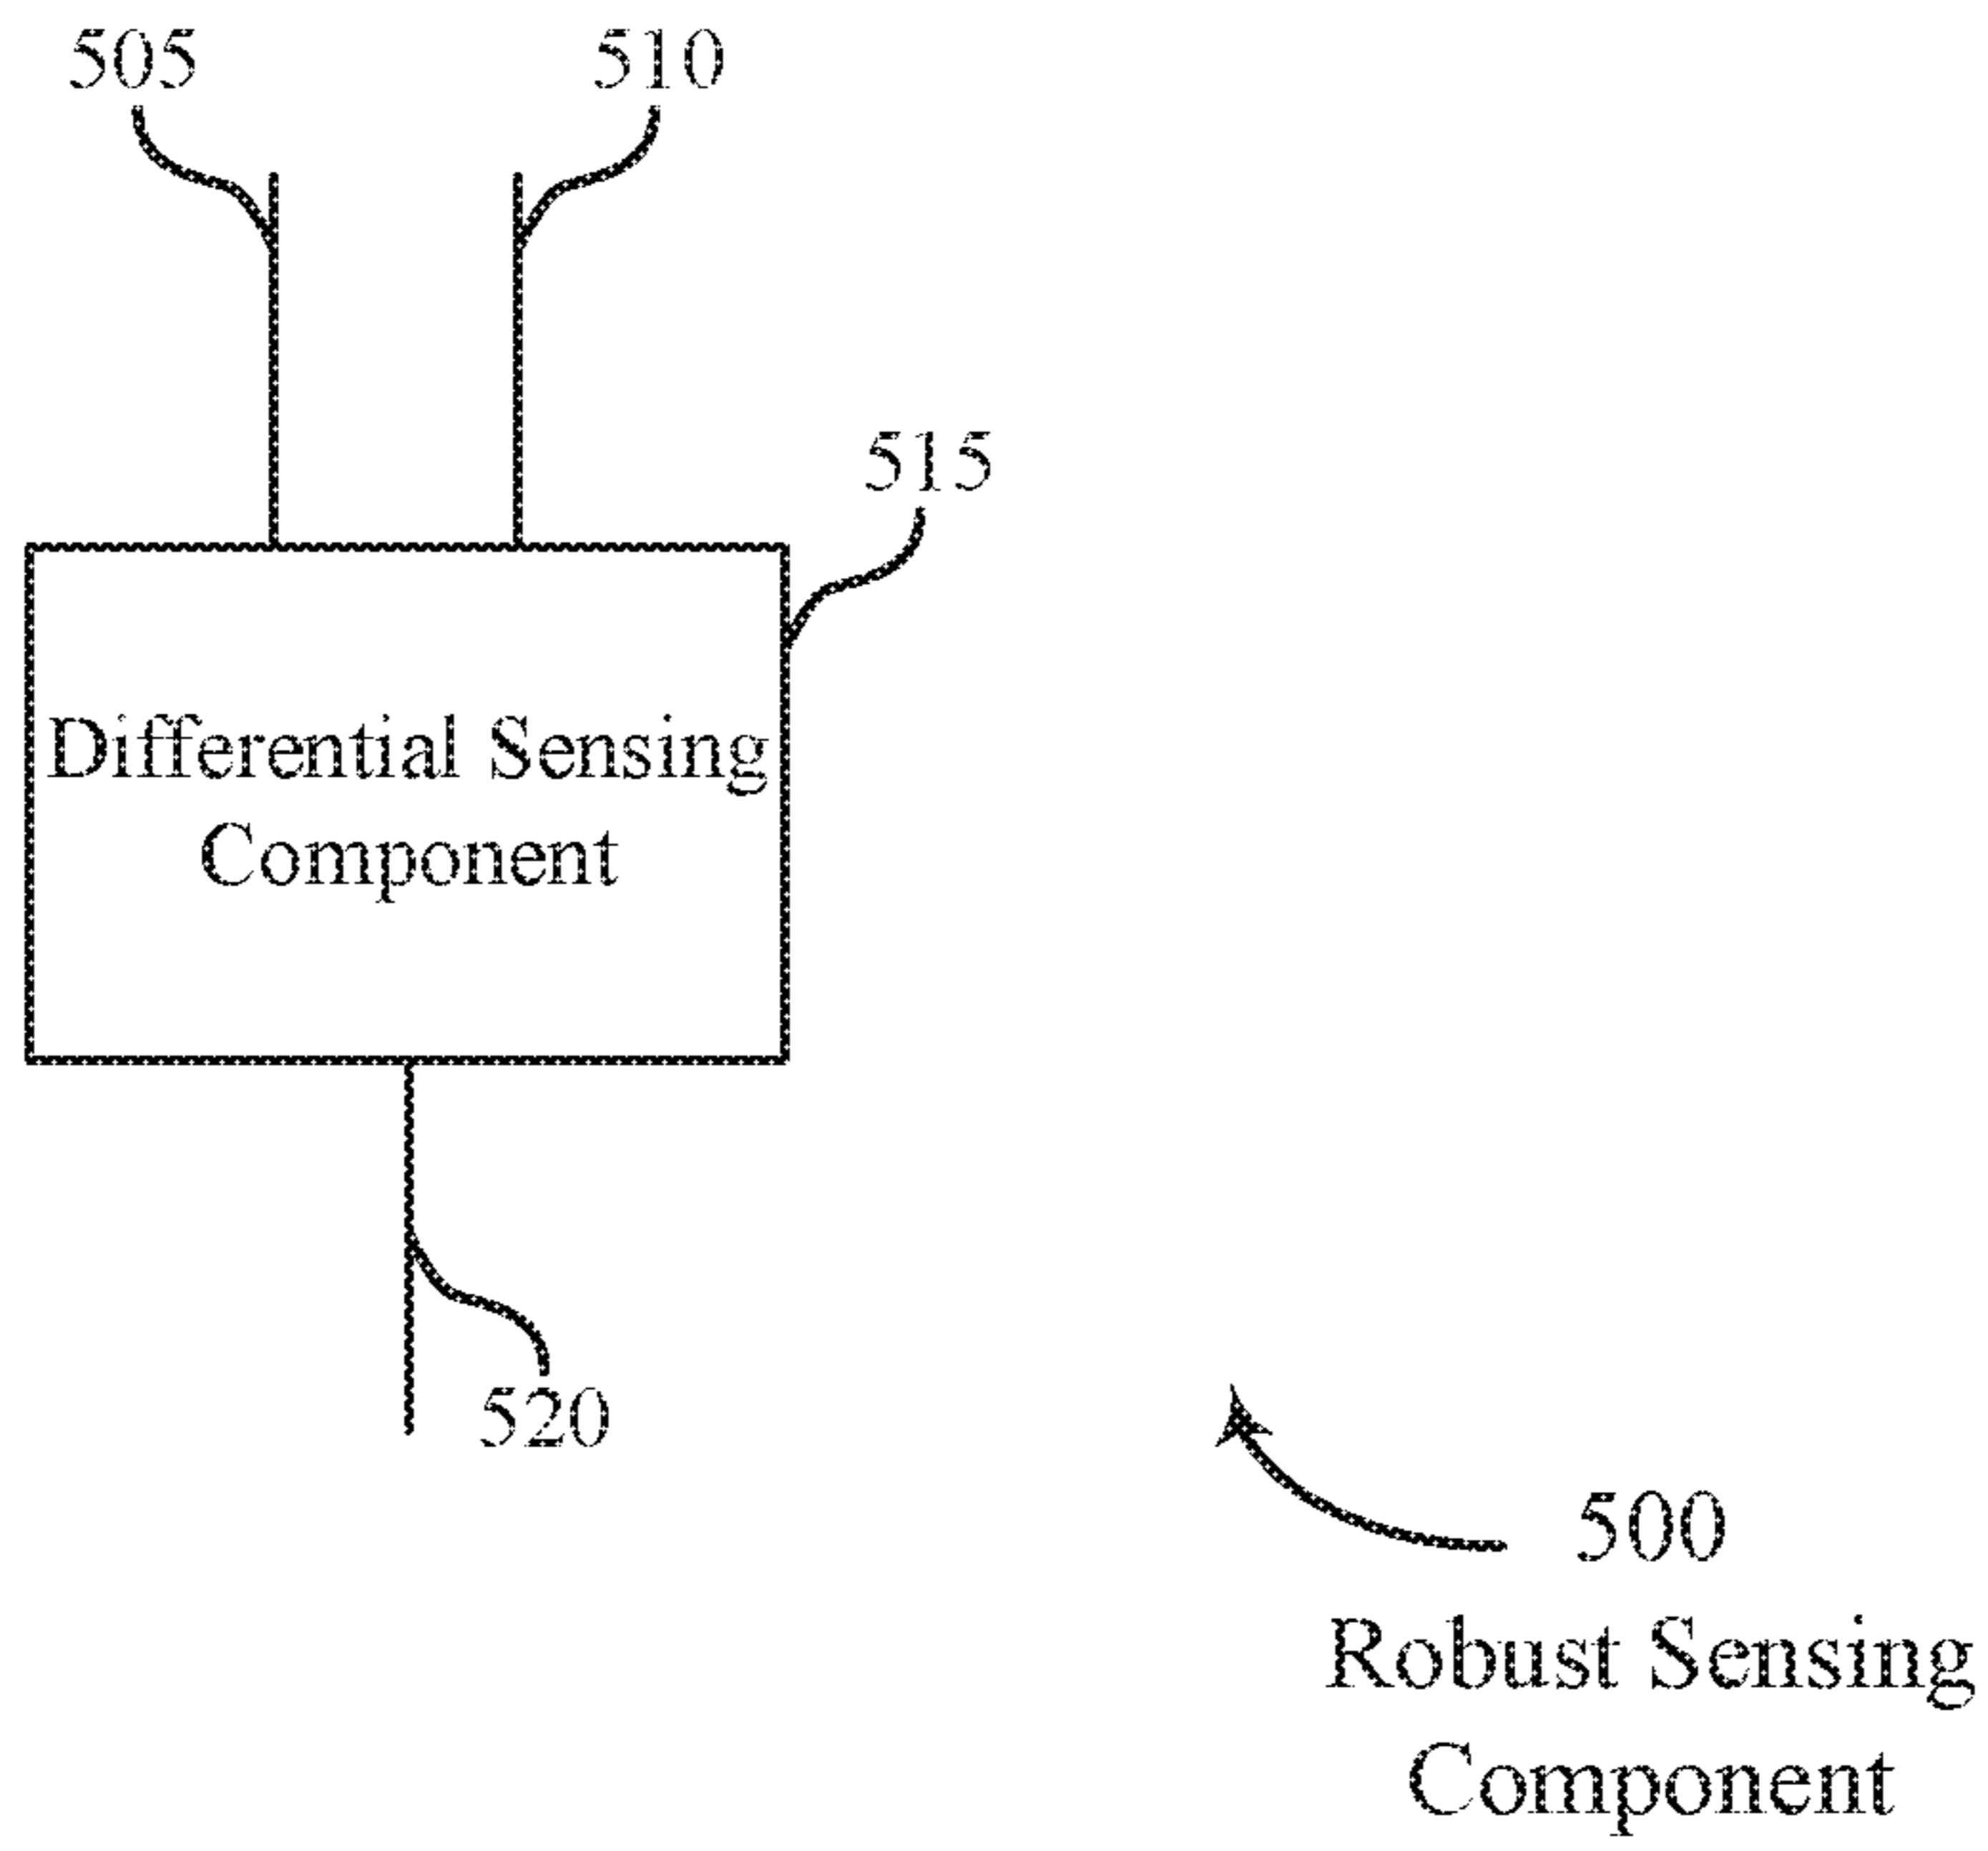 505
510
515
Differential Sensing
Component
520
500
Robust Sensing
Component